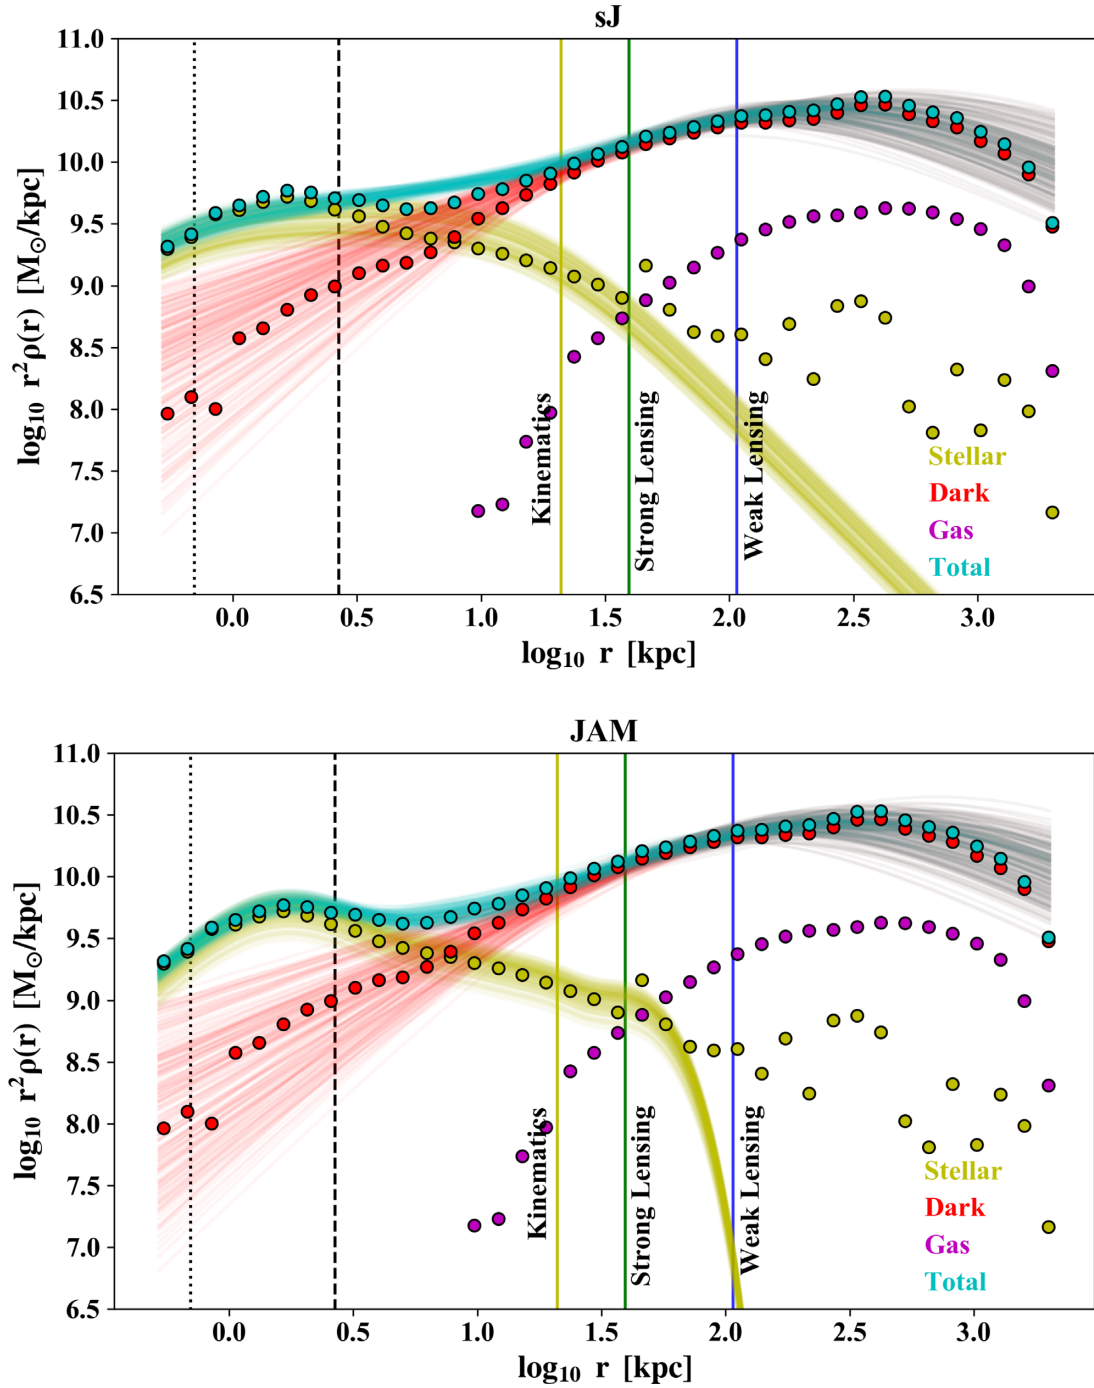 sJ
11.0
10.5
10.0
9.5
9.0
8.5
8.0
7.5
7.0
6.5
log₁₀ r²ρ(r) [M⊙/kpc]
Kinematics
Strong Lensing
Weak Lensing
Stellar
Dark
Gas
Total
0.0 0.5 1.0 1.5 2.0 2.5 3.0
log₁₀ r [kpc]
JAM
11.0
10.5
10.0
9.5
9.0
8.5
8.0
7.5
7.0
6.5
log₁₀ r²ρ(r) [M⊙/kpc]
Kinematics
Strong Lensing
Weak Lensing
Stellar
Dark
Gas
Total
0.0 0.5 1.0 1.5 2.0 2.5 3.0
log₁₀ r [kpc]